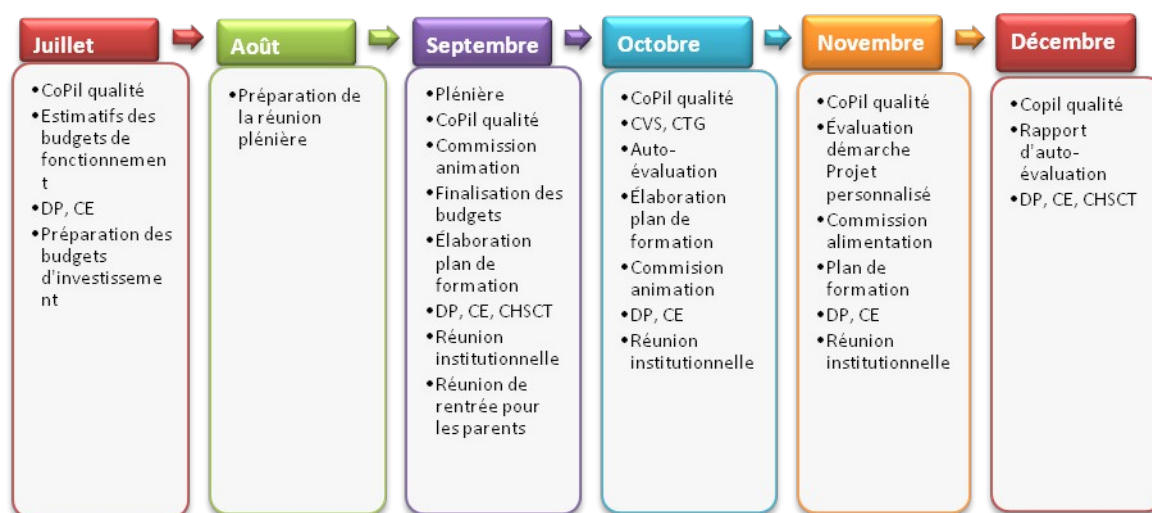 Juillet
•CoPil qualité
•Estimatifs des
budgets de
fonctionnemen
t
•DP, CE
•Préparation des
budgets
d’investisseme
nt
Août
•Préparation de
la réunion
plénière
Septembre
•Plénière
•CoPil qualité
•Commission
animation
•Finalisation des
budgets
•Élaboration
plan de
formation
•DP, CE, CHSCT
•Réunion
institutionnelle
•Réunion de
rentrée pour
les parents
Octobre
•CoPil qualité
•CVS, CTG
•Auto-
évaluation
•Élaboration
plan de
formation
•Commision
animation
•DP, CE
•Réunion
institutionnelle
Novembre
•CoPil qualité
•Évaluation
démarche
Projet
personnalisé
•Commission
alimentation
•Plan de
formation
•DP, CE
•Réunion
institutionnelle
Décembre
•Copil qualité
•Rapport
d’auto-
évaluation
•DP, CE, CHSCT